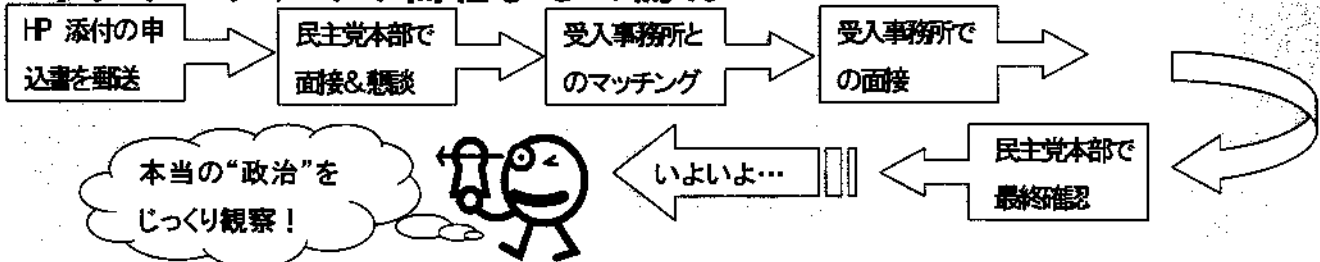 HP 添付の申
込書を郵送
民主党本部で
面接&懇談
受入事務所と
のマッチング
受入事務所で
の面接
民主党本部で
最終確認
いよいよ…
本当の“政治”を
じっくり観察！